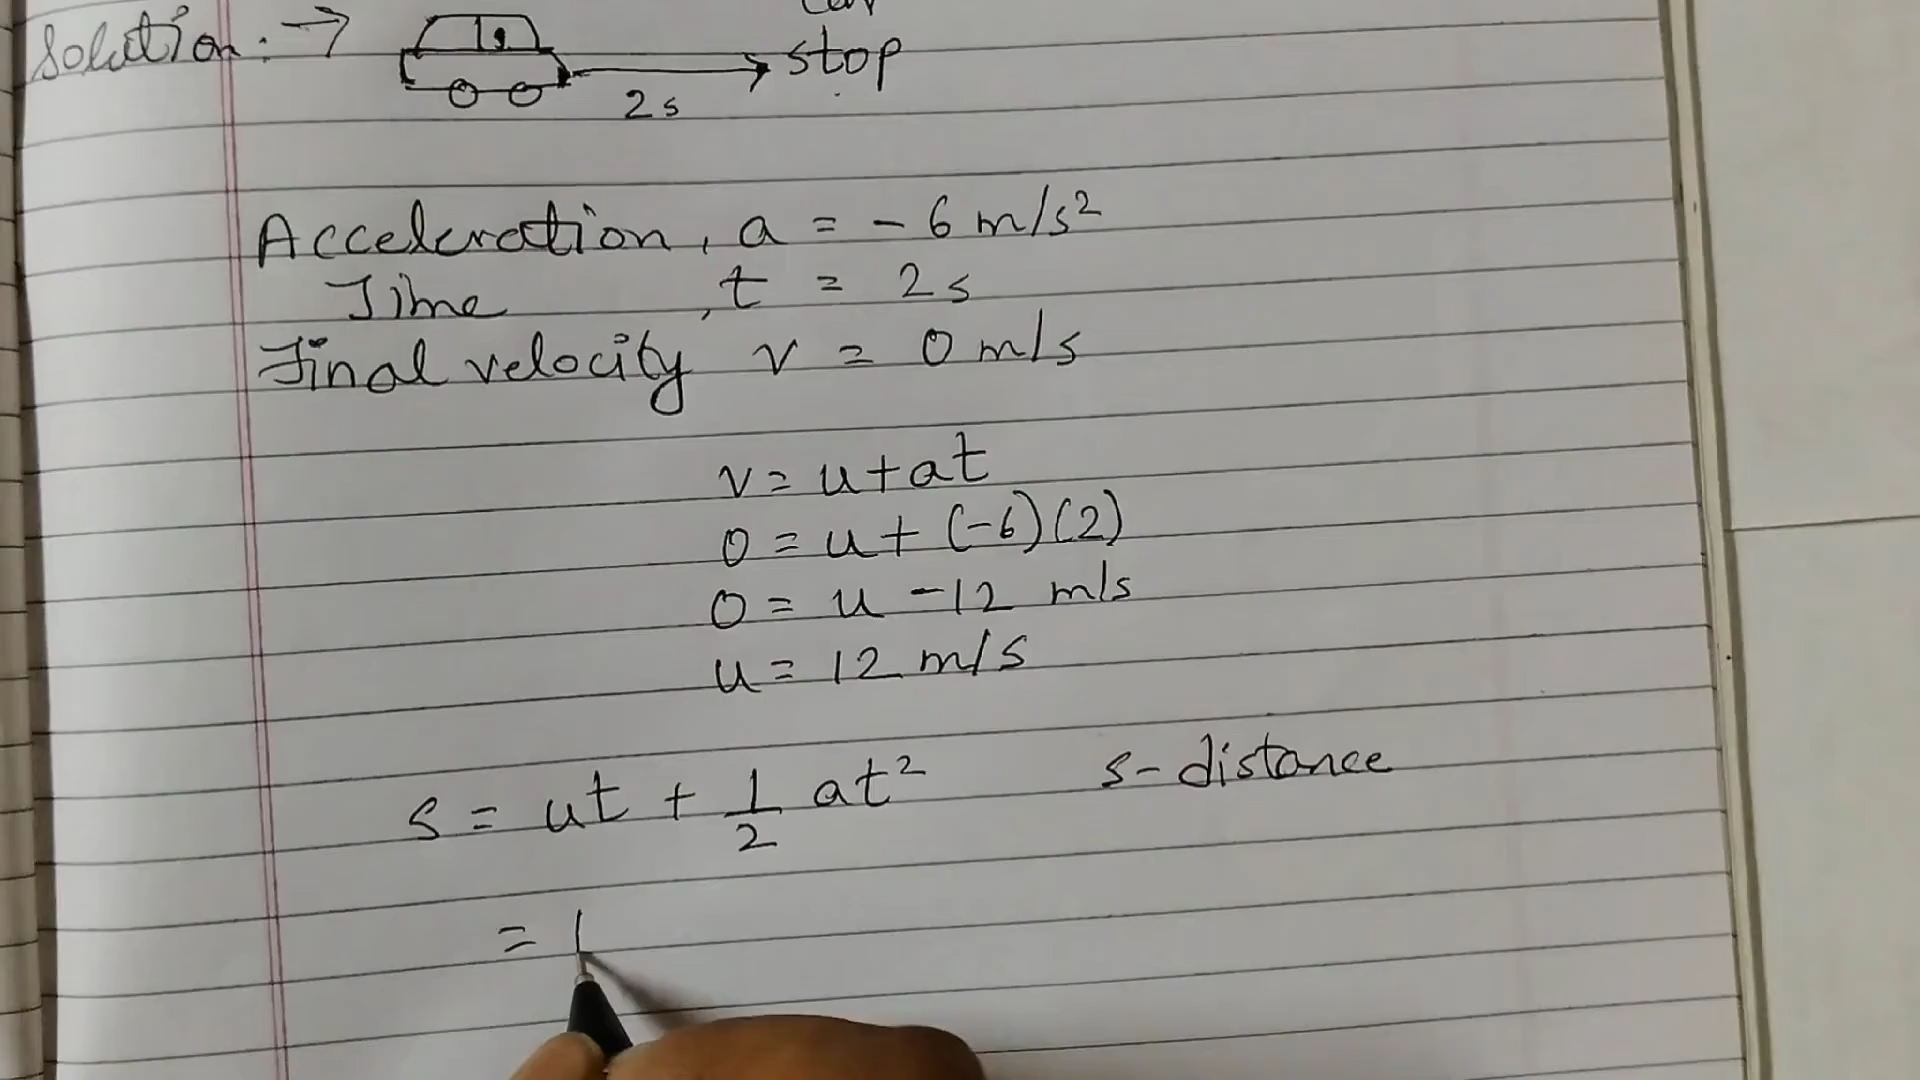 Solution :→
stop
2s
Acceleration, a = -6 m/s²
Time, t = 2s
Final velocity v = 0 m/s
v = u+at
0 = u + (-6)(2)
0 = u -12 m/s
u = 12 m/s
s = ut + 1/2 at² s-distance
= 1